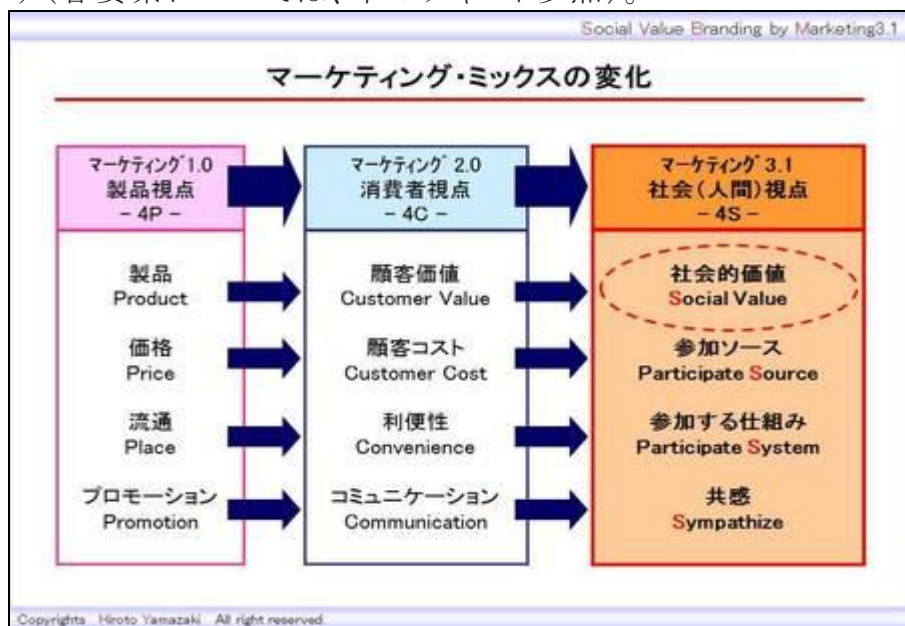 Social Value Branding by Marketing3.1
マーケティング・ミックスの変化
マーケティング1.0
製品視点
- 4P -
マーケティング 2.0
消費者視点
- 4C -
マーケティング 3.1
社会(人間)視点
- 4S -
製品
Product
顧客価値
Customer Value
社会的価値
Social Value
価格
Price
顧客コスト
Customer Cost
参加ソース
Participate Source
流通
Place
利便性
Convenience
参加する仕組み
Participate System
プロモーション
Promotion
コミュニケーション
Communication
共感
Sympathize
Copyrights Hiroto Yamazaki All right reserved.